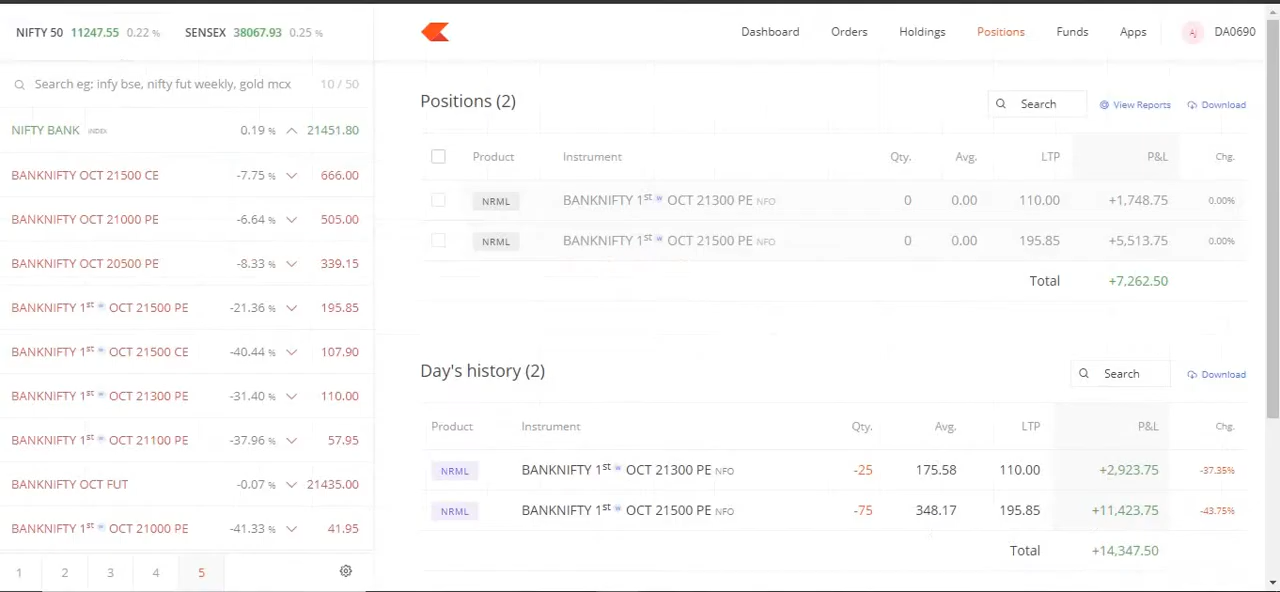 NIFTY 50 11247.55 0.22 % SENSEX 38067.93 0.25 %
Dashboard Orders Holdings Positions Funds Apps AJ DA0690
Search eg: infy bse, nifty fut weekly, gold mcx 10 / 50
NIFTY BANK INDEX 0.19 % 21451.80
BANKNIFTY OCT 21500 CE -7.75 % 666.00
BANKNIFTY OCT 21000 PE -6.64 % 505.00
BANKNIFTY OCT 20500 PE -8.33 % 339.15
BANKNIFTY 1st w OCT 21500 PE -21.36 % 195.85
BANKNIFTY 1st w OCT 21500 CE -40.44 % 107.90
BANKNIFTY 1st w OCT 21300 PE -31.40 % 110.00
BANKNIFTY 1st w OCT 21100 PE -37.96 % 57.95
BANKNIFTY OCT FUT -0.07 % 21435.00
BANKNIFTY 1st w OCT 21000 PE -41.33 % 41.95
1 2 3 4 5
Positions (2) Search View Reports Download
Product Instrument Qty. Avg. LTP P&L Chg.
NRML BANKNIFTY 1st w OCT 21300 PE NFO 0 0.00 110.00 +1,748.75 0.00%
NRML BANKNIFTY 1st w OCT 21500 PE NFO 0 0.00 195.85 +5,513.75 0.00%
Total +7,262.50
Day's history (2) Search Download
Product Instrument Qty. Avg. LTP P&L Chg.
NRML BANKNIFTY 1st w OCT 21300 PE NFO -25 175.58 110.00 +2,923.75 -37.35%
NRML BANKNIFTY 1st w OCT 21500 PE NFO -75 348.17 195.85 +11,423.75 -43.75%
Total +14,347.50